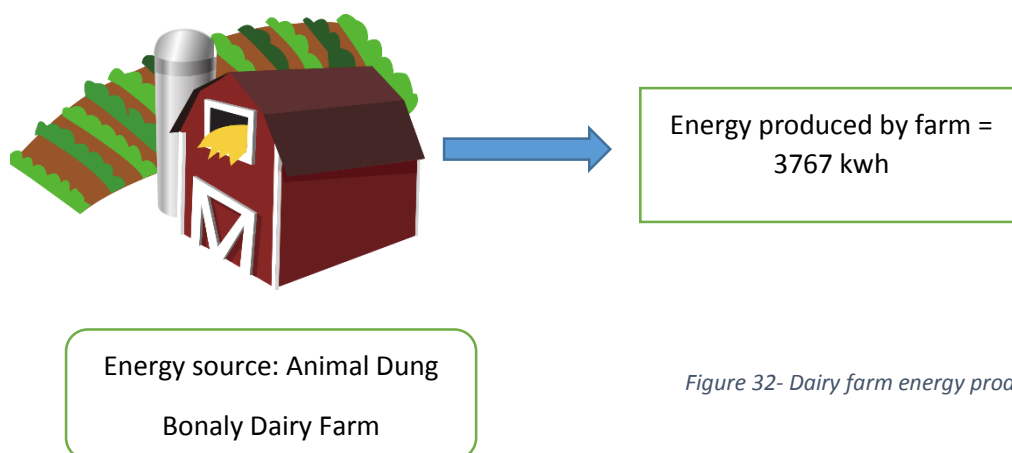 Energy produced by farm =
3767 kwh
Energy source: Animal Dung
Bonaly Dairy Farm
Figure 32- Dairy farm energy prod